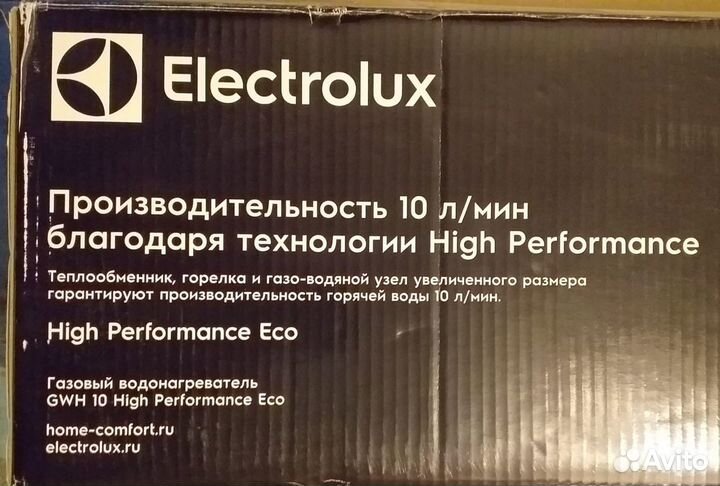 Electrolux
Производительность 10 л/мин
благодаря технологии High Performance
Теплообменник, горелка и газо-водяной узел увеличенного размера
гарантируют производительность горячей воды 10 л/мин.
High Performance Eco
Газовый водонагреватель
GWH 10 High Performance Eco
home-comfort.ru
electrolux.ru
Avito